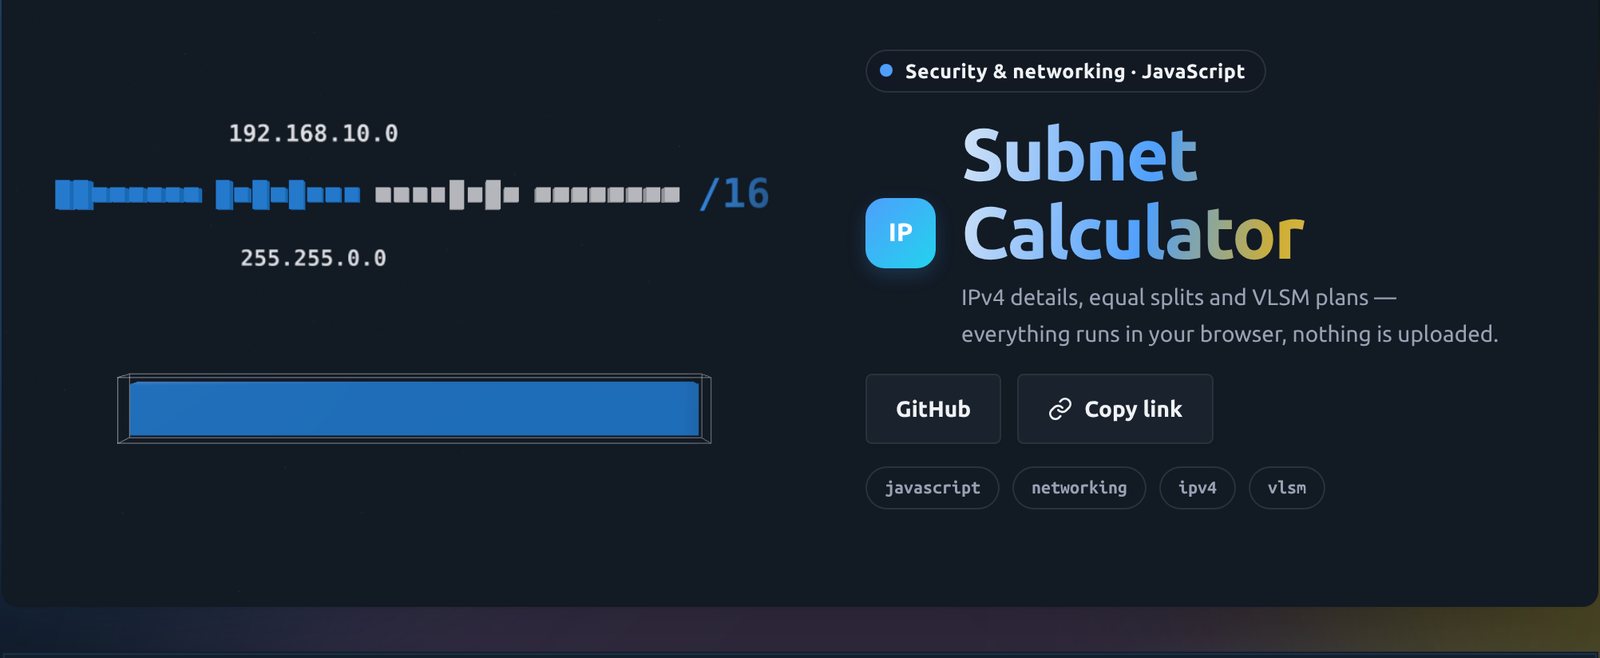 192.168.10.0
/16
255.255.0.0
Security & networking · JavaScript
IP
Subnet
Calculator
IPv4 details, equal splits and VLSM plans —
everything runs in your browser, nothing is uploaded.
GitHub
Copy link
javascript
networking
ipv4
vlsm